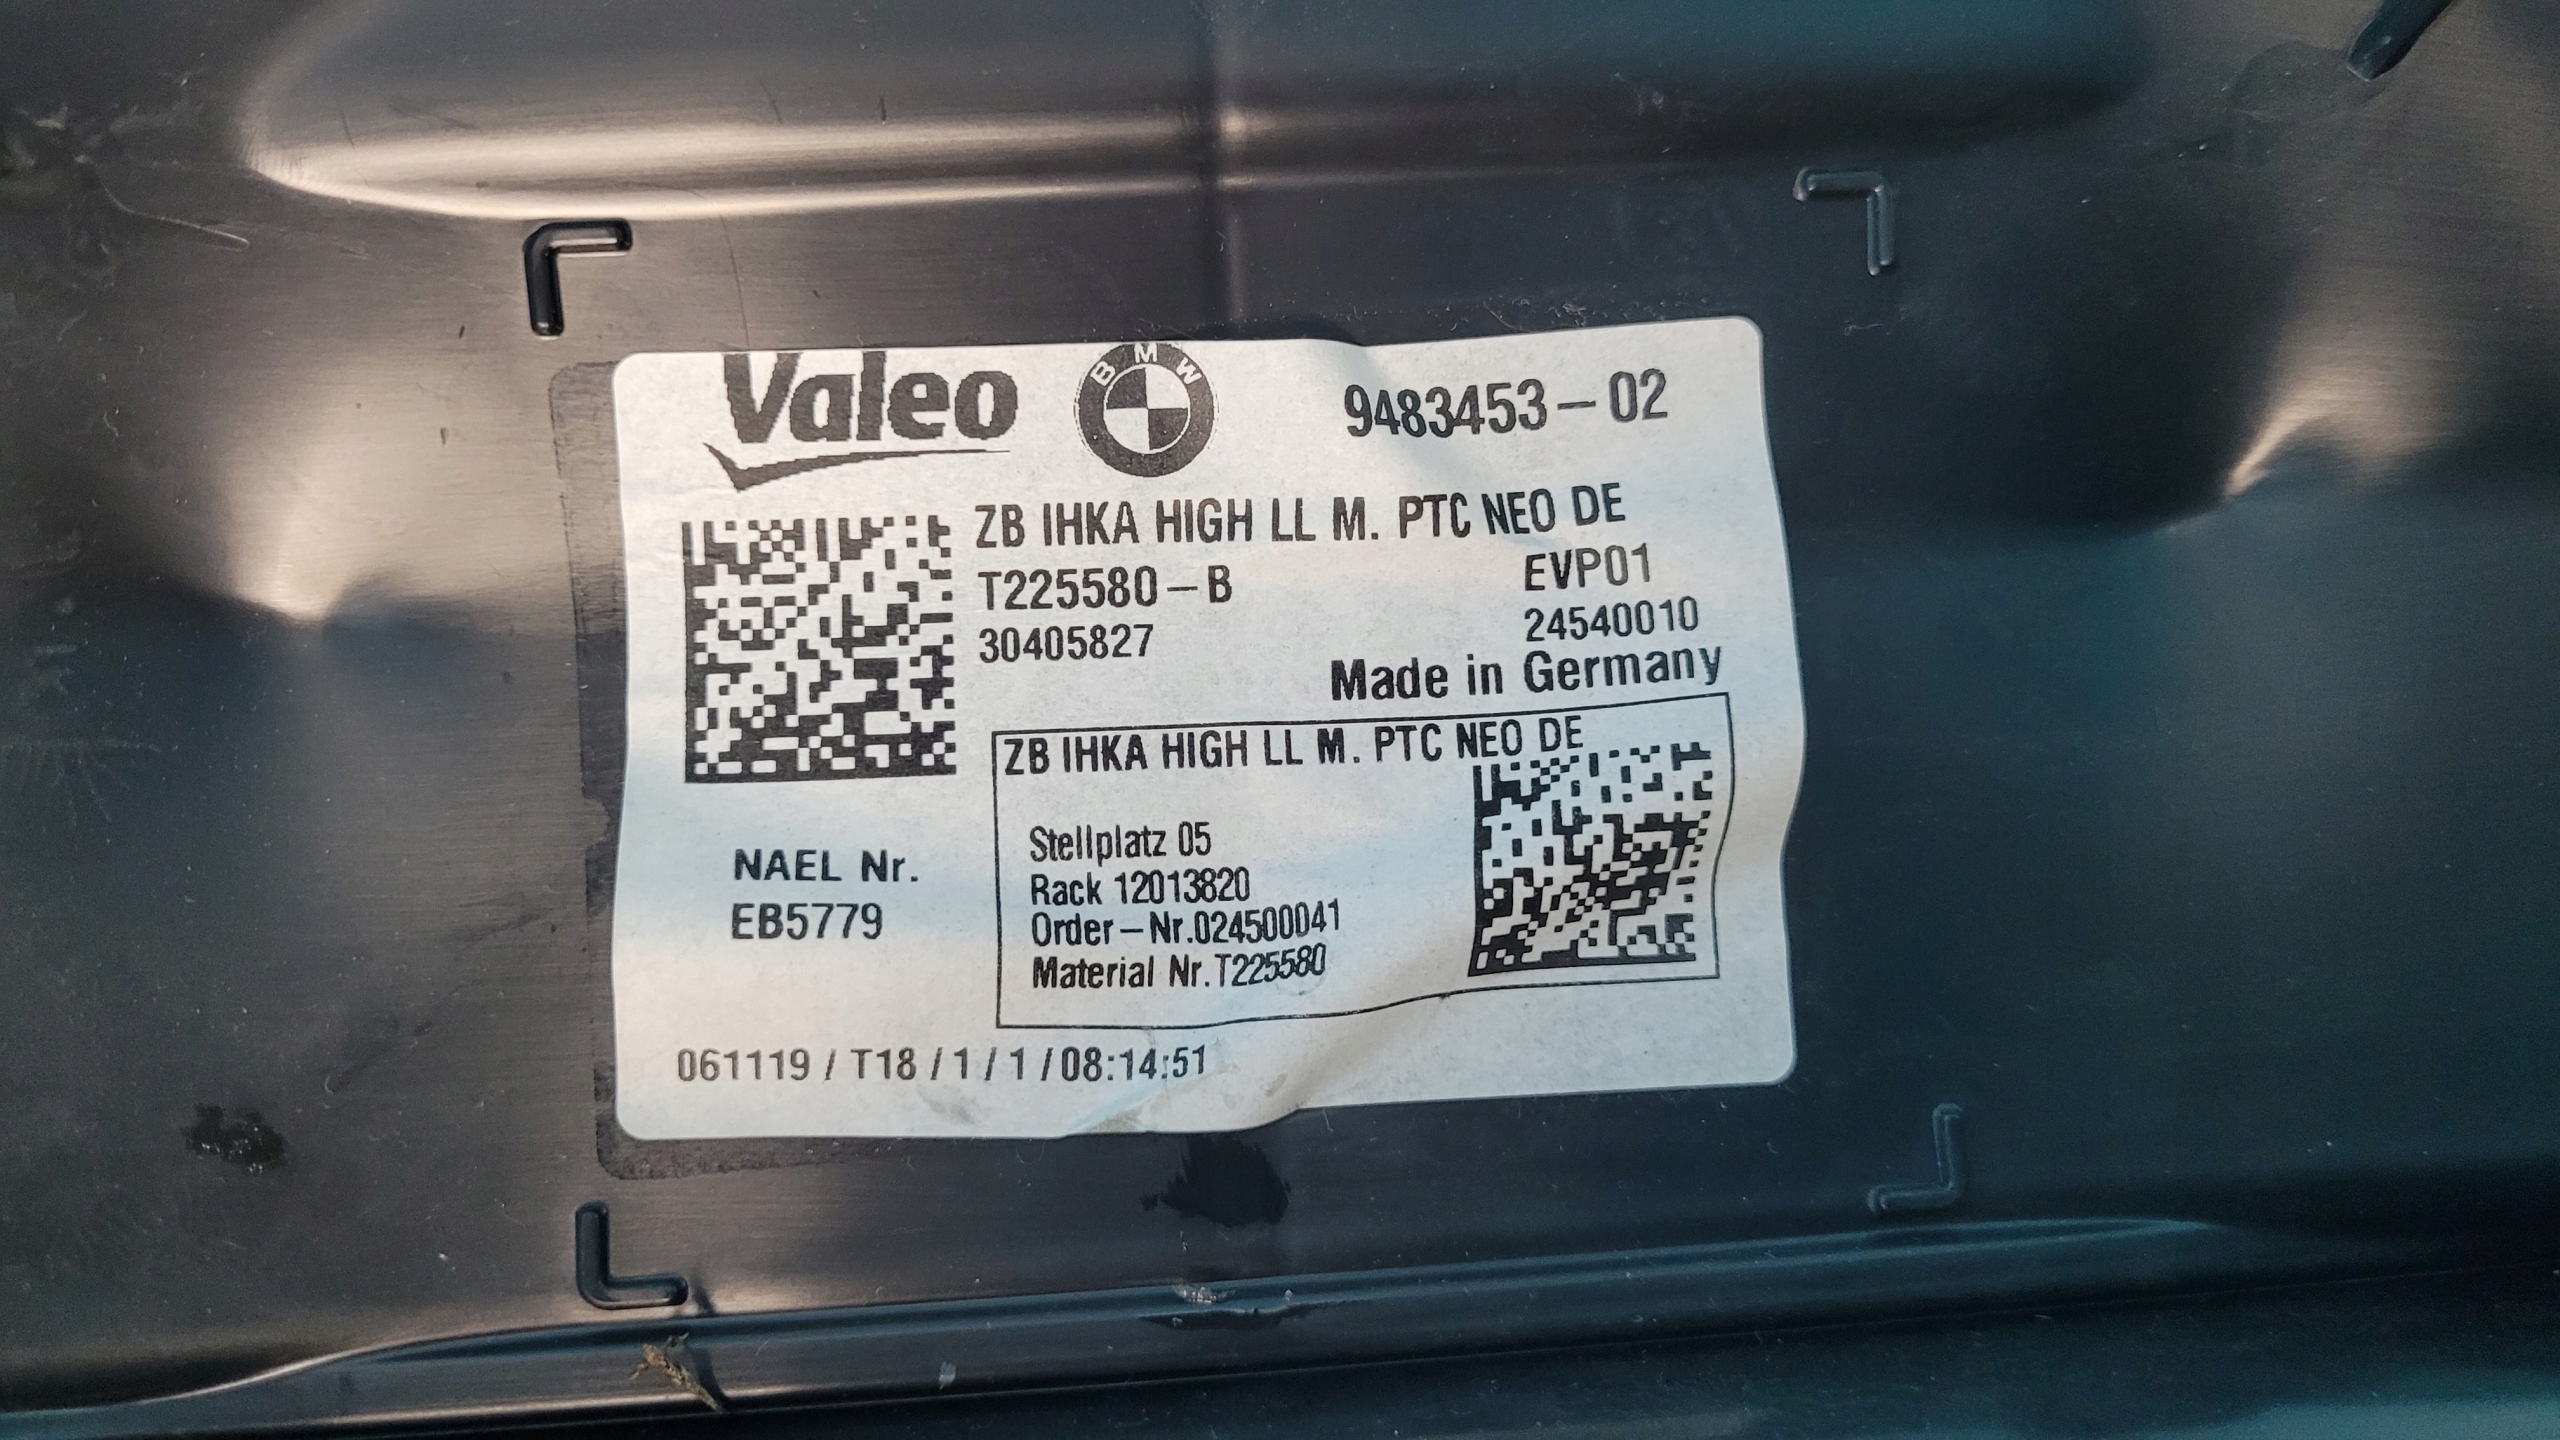 Valeo
BMW
9483453-02
ZB IHKA HIGH LL M. PTC NEO DE
T225580-B
EVP01
30405827
24540010
Made in Germany
ZB IHKA HIGH LL M. PTC NEO DE
Stellplatz 05
Rack 12013820
Order-Nr.024500041
Material Nr.T225580
NAEL Nr.
EB5779
061119 / T18 / 1 / 1 / 08:14:51